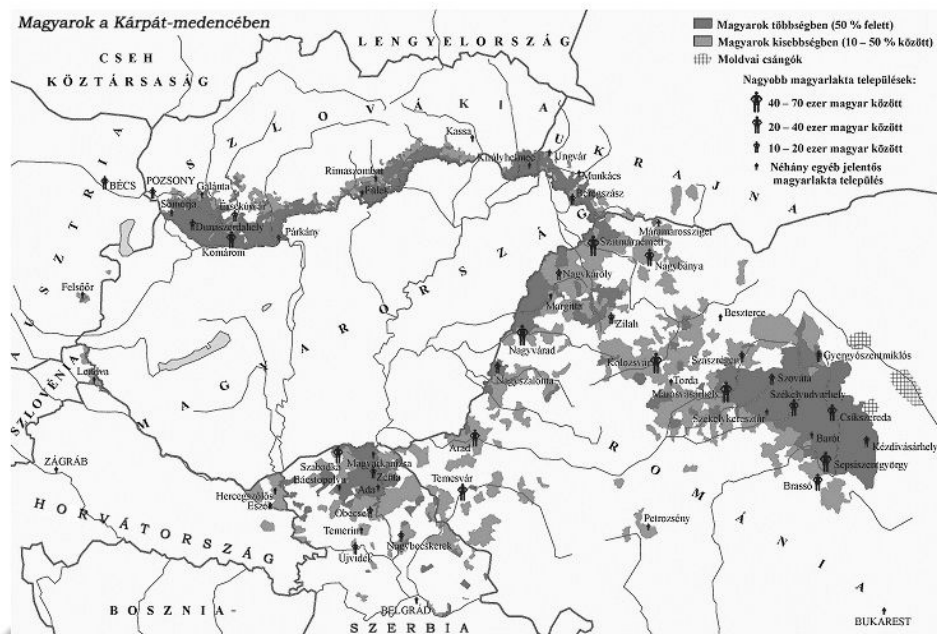 Magyarok a Kárpát-medencében
Magyarok többségben (50 % felett)
Magyarok kisebbségben (10 – 50 % között)
Moldvai csángók
Nagyobb magyarlakta települések:
40 – 70 ezer magyar között
20 – 40 ezer magyar között
10 – 20 ezer magyar között
Néhány egyéb jelentős
magyarlakta település
LENGYELORSZÁG
CSEH
KÖZTÁRSASÁG
SZLOVÁKIA
UKRAJNA
AUSZTRIA
MAGYARORSZÁG
SZLOVÉNIA
HORVÁTORSZÁG
BOSZNIA-
SZERBIA
ROMÁNIA
BÉCS
POZSONY
Galánta
Somorja
Érsekújvár
Dunaszerdahely
Komárom
Párkány
Rimaszombat
Fülek
Kassa
Királyhelmec
Ungvár
Munkács
Beregszász
Máramarossziget
Szatmárnémeti
Nagybánya
Nagykároly
Margitta
Zilah
Beszterce
Felsőőr
Nagyvárad
Kolozsvár
Szászrégen
Gyergyószentmiklós
Lendva
Nagyszalonta
Torda
Szováta
Marosvásárhely
Székelyudvarhely
Székelykeresztúr
Csíkszereda
Barót
Kézdivásárhely
Sepsiszentgyörgy
Brassó
ZÁGRÁB
Arad
Szabadka
Magyarkanizsa
Bácstopolya
Zenta
Ada
Temesvár
Hercegszőlős
Eszék
Óbecse
Temerin
Petrozsény
Újvidék
Nagybecskerek
BELGRÁD
BUKAREST